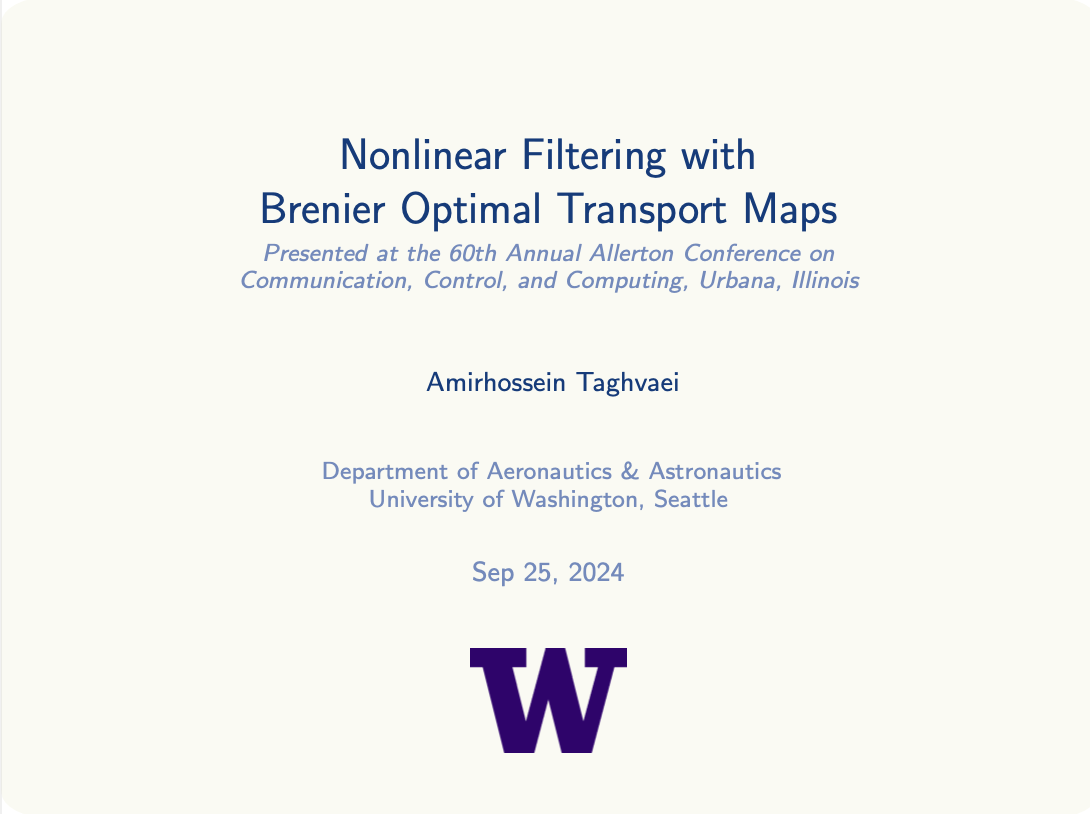 Nonlinear Filtering with
Brenier Optimal Transport Maps
Presented at the 60th Annual Allerton Conference on
Communication, Control, and Computing, Urbana, Illinois
Amirhossein Taghvaei
Department of Aeronautics & Astronautics
University of Washington, Seattle
Sep 25, 2024
W